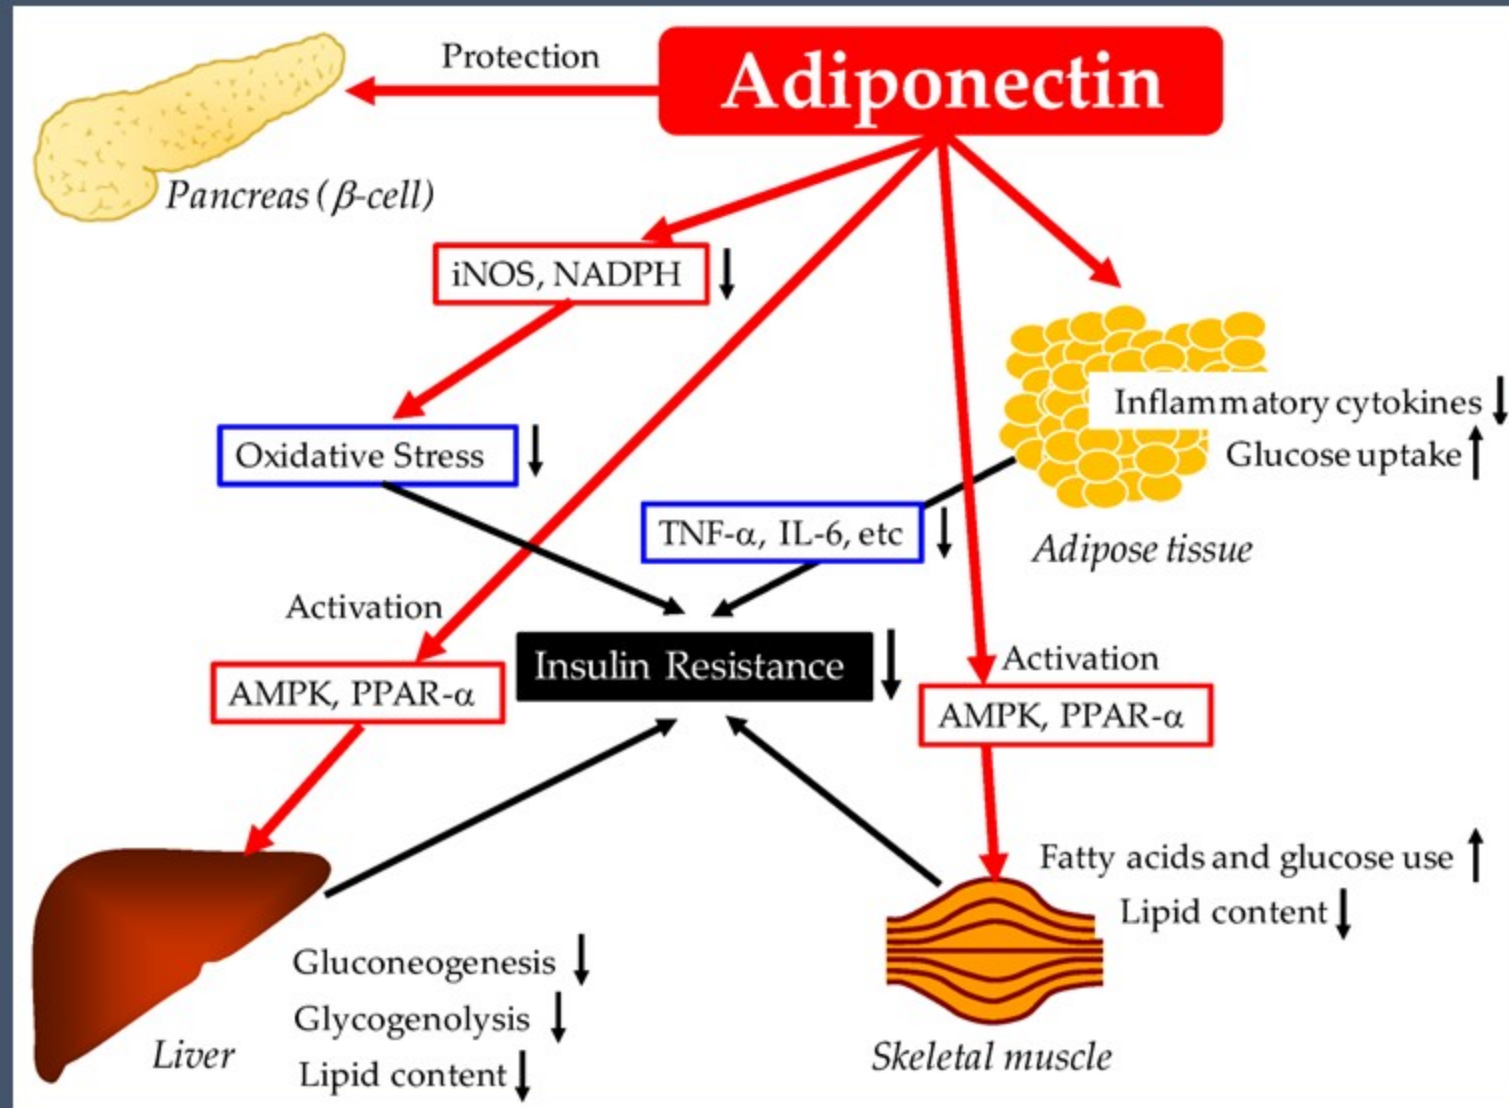 Protection
Adiponectin
Pancreas (β-cell)
iNOS, NADPH ↓
Inflammatory cytokines ↓
Glucose uptake ↑
Oxidative Stress ↓
TNF-α, IL-6, etc ↓
Adipose tissue
Activation
Insulin Resistance ↓
Activation
AMPK, PPAR-α
AMPK, PPAR-α
Fatty acids and glucose use ↑
Lipid content ↓
Gluconeogenesis ↓
Glycogenolysis ↓
Lipid content ↓
Liver
Skeletal muscle